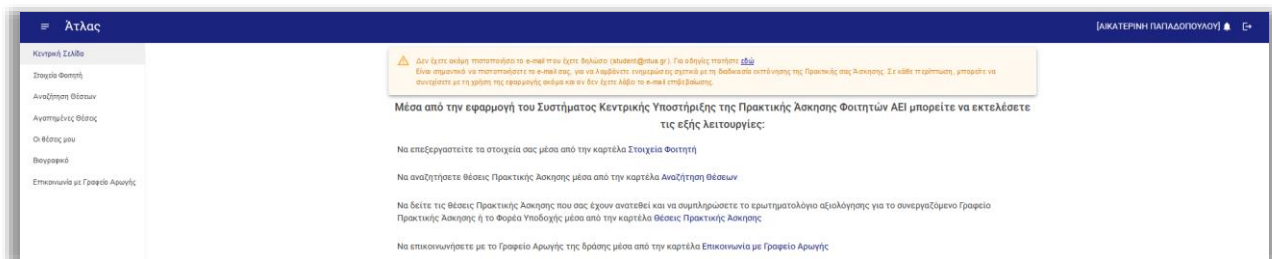 Άτλας
[ΑΙΚΑΤΕΡΙΝΗ ΠΑΠΑΔΟΠΟΥΛΟΥ]
Κεντρική Σελίδα
Στοιχεία Φοιτητή
Αναζήτηση Θέσεων
Αγαπημένες Θέσεις
Οι θέσεις μου
Βιογραφικό
Επικοινωνία με Γραφείο Αρωγής
Δεν έχετε ακόμη πιστοποιήσει το e-mail που έχετε δηλώσει (student@ntua.gr). Για οδηγίες πατήστε εδώ
Είναι σημαντικό να πιστοποιήσετε το e-mail σας, για να λαμβάνετε ενημερώσεις σχετικά με τη διαδικασία εκπόνησης της Πρακτικής σας Άσκησης. Σε κάθε περίπτωση, μπορείτε να
συνεχίσετε με τη χρήση της εφαρμογής ακόμα και αν δεν έχετε λάβει το e-mail επιβεβαίωσης.
Μέσα από την εφαρμογή του Συστήματος Κεντρικής Υποστήριξης της Πρακτικής Άσκησης Φοιτητών ΑΕΙ μπορείτε να εκτελέσετε
τις εξής λειτουργίες:
Να επεξεργαστείτε τα στοιχεία σας μέσα από την καρτέλα Στοιχεία Φοιτητή
Να αναζητήσετε θέσεις Πρακτικής Άσκησης μέσα από την καρτέλα Αναζήτηση Θέσεων
Να δείτε τις θέσεις Πρακτικής Άσκησης που σας έχουν ανατεθεί και να συμπληρώσετε το ερωτηματολόγιο αξιολόγησης για το συνεργαζόμενο Γραφείο
Πρακτικής Άσκησης ή το Φορέα Υποδοχής μέσα από την καρτέλα Θέσεις Πρακτικής Άσκησης
Να επικοινωνήσετε με το Γραφείο Αρωγής της δράσης μέσα από την καρτέλα Επικοινωνία με Γραφείο Αρωγής